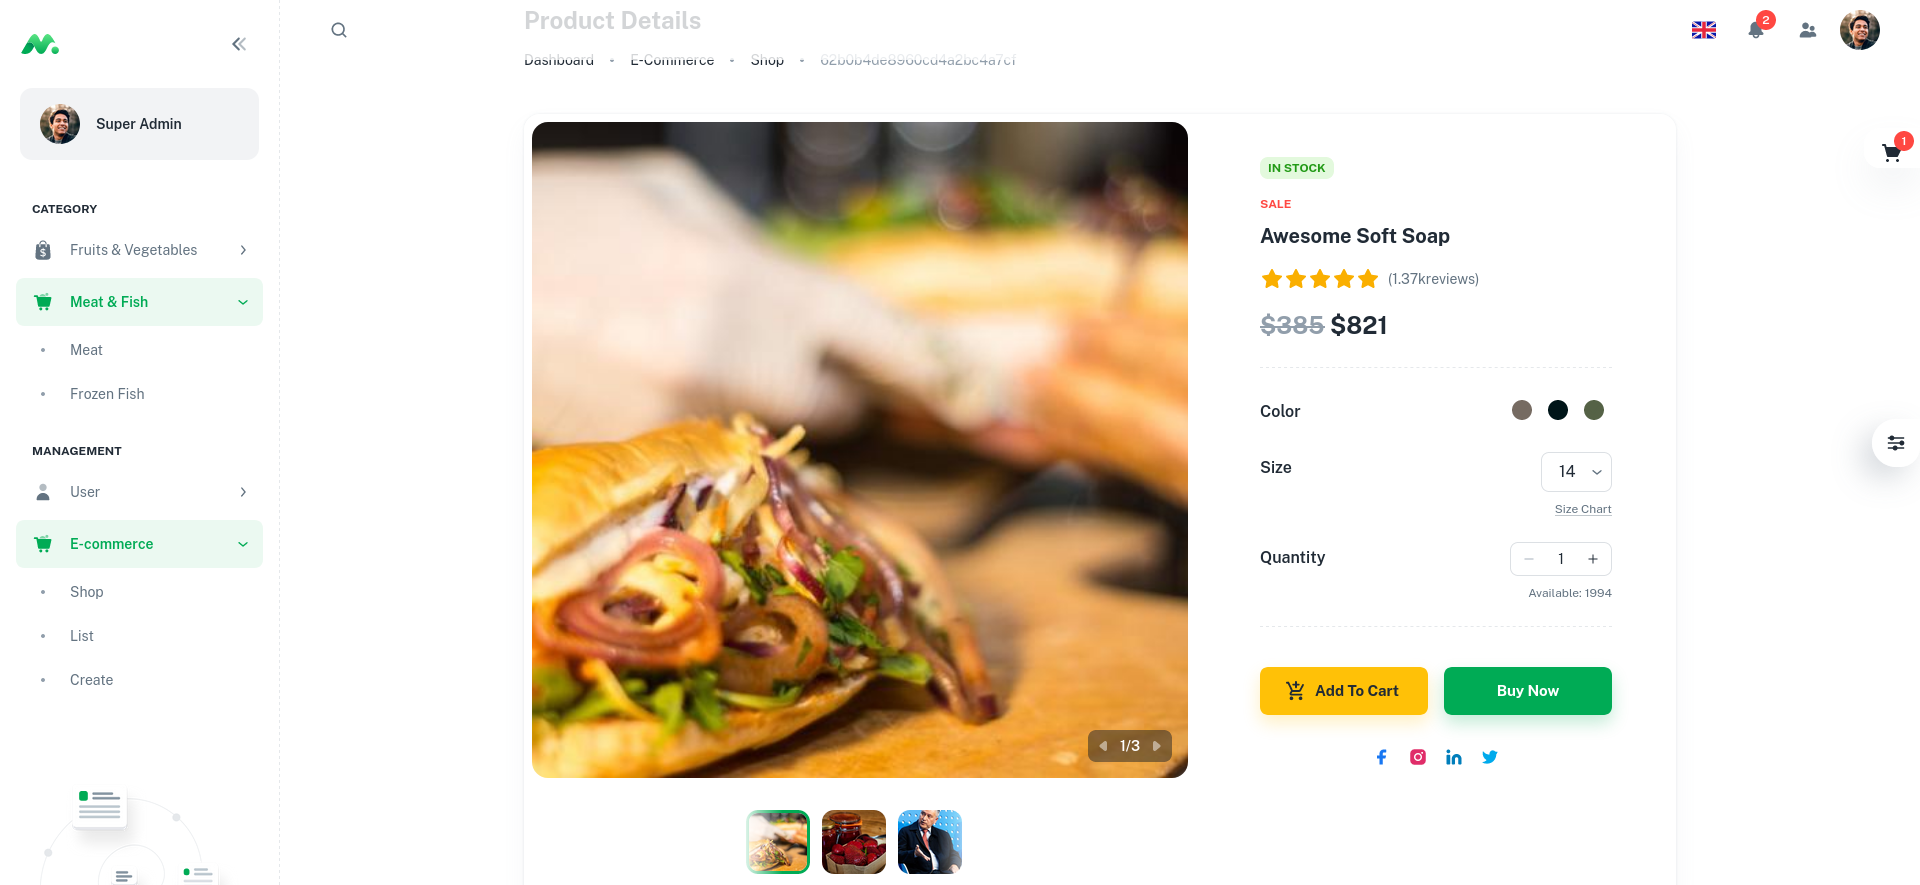 Product Details
Dashboard
E-Commerce
Shop
62b0b4de8960cd4a2bc4a7cf
2
Super Admin
1
CATEGORY
Fruits & Vegetables
Meat & Fish
Meat
Frozen Fish
MANAGEMENT
User
E-commerce
Shop
List
Create
1/3
IN STOCK
SALE
Awesome Soft Soap
(1.37kreviews)
$385 $821
Color
Size
14
Size Chart
Quantity
1
Available: 1994
Add To Cart
Buy Now